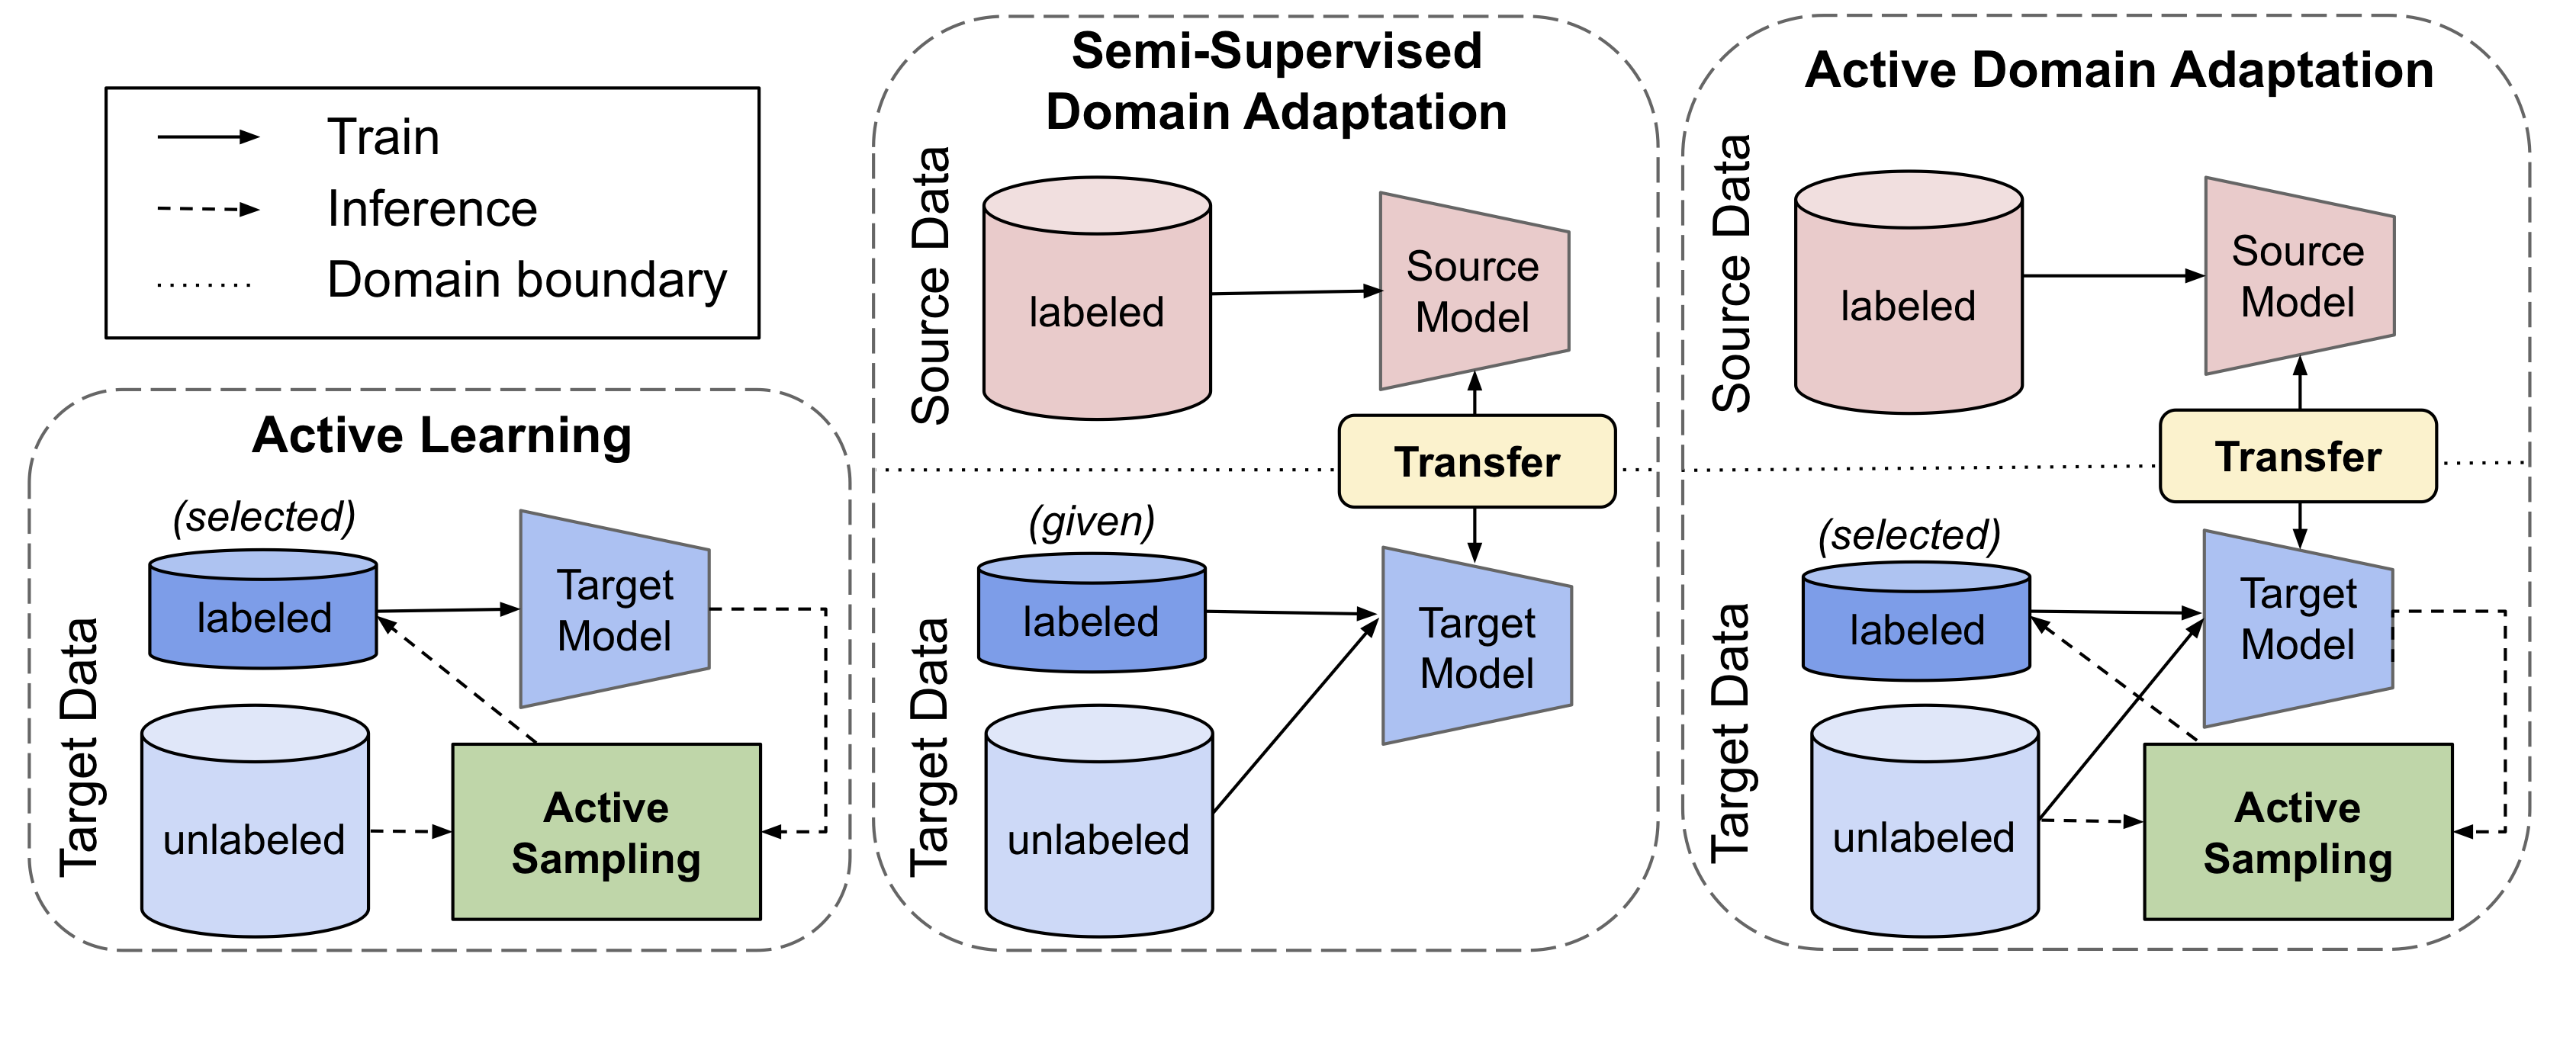 Train
Inference
Domain boundary
Active Learning
Target Data
(selected)
labeled
Target
Model
unlabeled
Active
Sampling
Semi-Supervised
Domain Adaptation
Source Data
labeled
Source
Model
Transfer
Target Data
(given)
labeled
Target
Model
unlabeled
Active Domain Adaptation
Source Data
labeled
Source
Model
Transfer
Target Data
(selected)
labeled
Target
Model
unlabeled
Active
Sampling